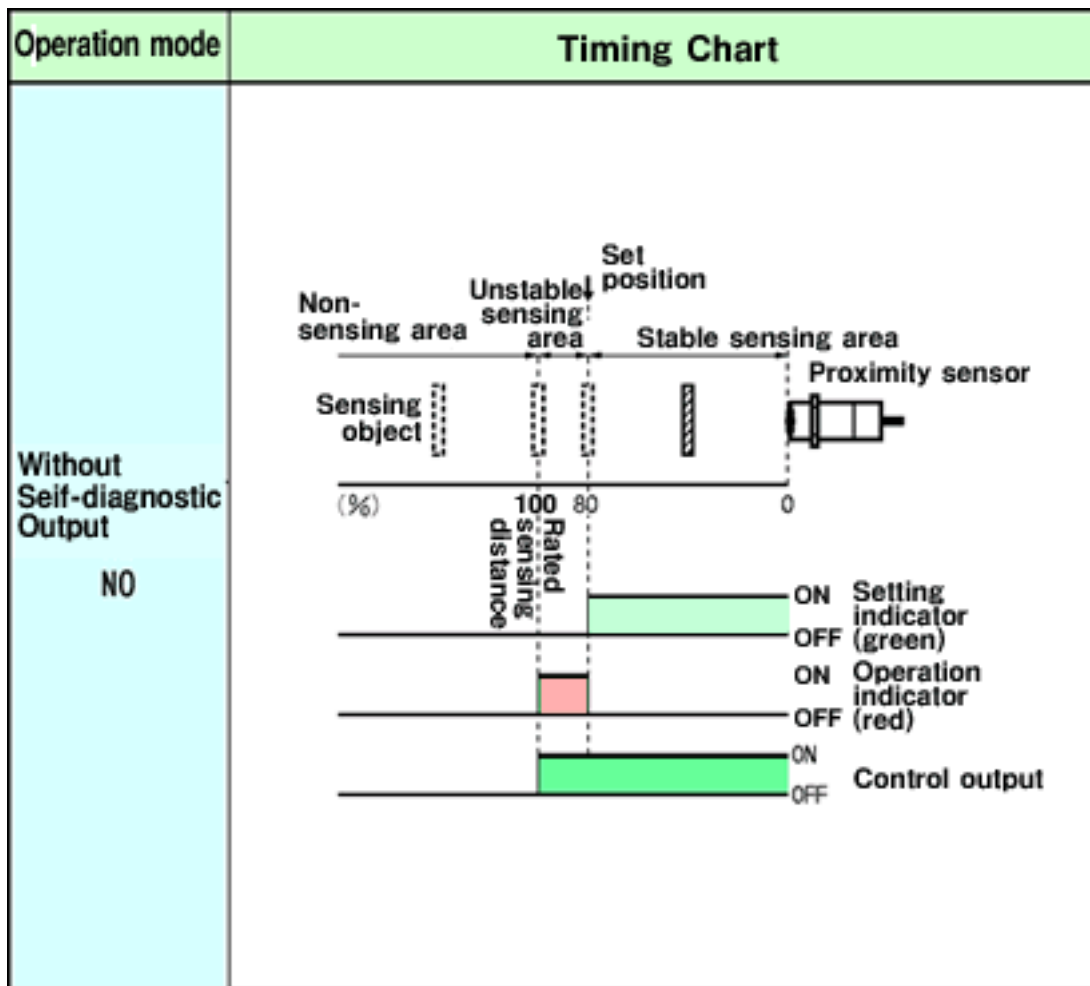 Operation mode
Timing Chart
Without
Seif-diagnostic
Output
NO
Set
position
Unstable
sensing
area
Non-
sensing area
Stable sensing area
Proximity sensor
Sensing
object
(%)
100
80
0
Rated
sensing
distance
ON
OFF
Setting
indicator
(green)
ON
OFF
Operation
indicator
(red)
ON
OFF
Control output